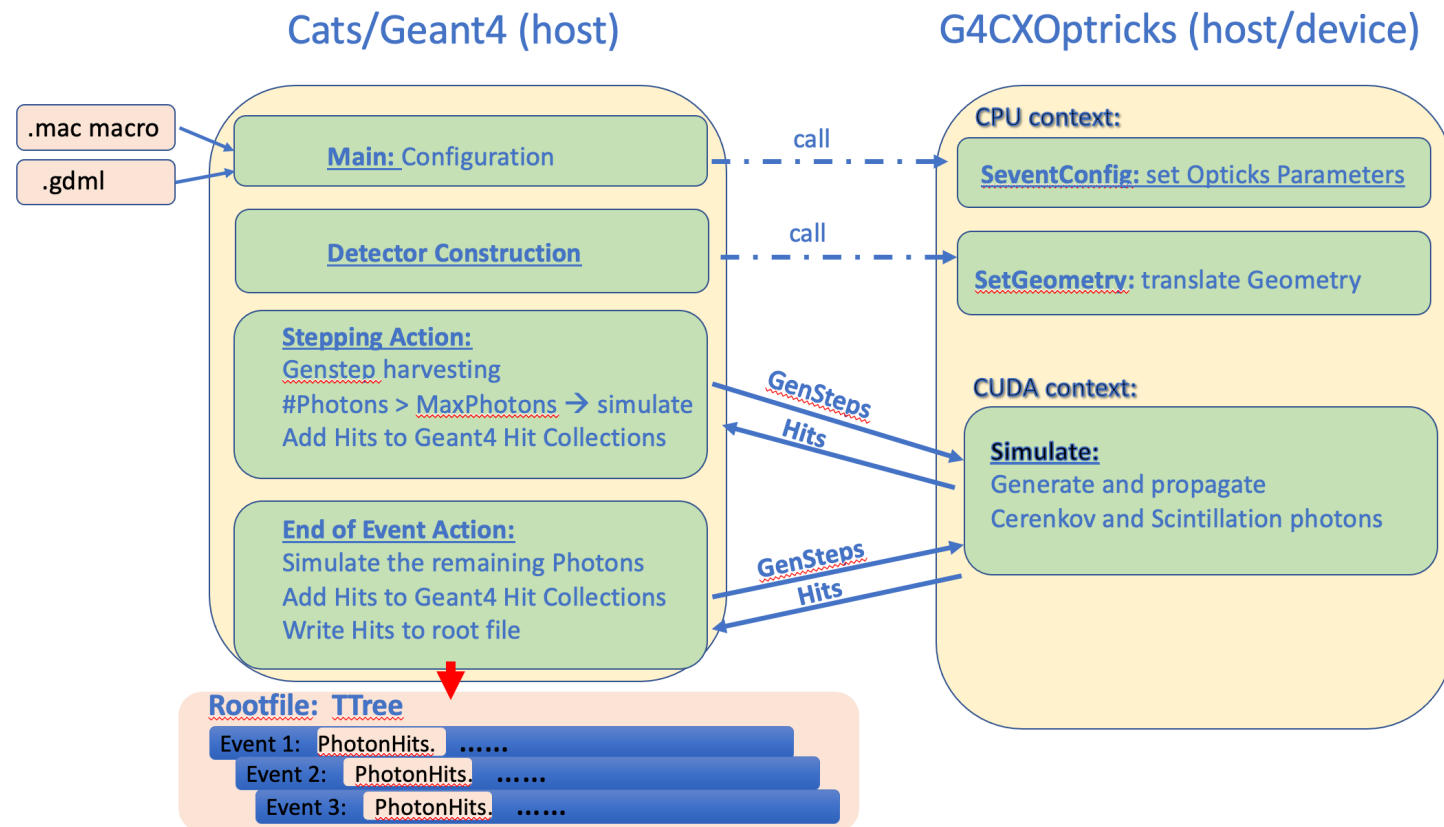 Cats/Geant4 (host)
G4CXOptricks (host/device)
.mac macro
.gdml
Main: Configuration
call
CPU context:
SeventConfig: set Opticks Parameters
Detector Construction
call
SetGeometry: translate Geometry
Stepping Action:
Genstep harvesting
#Photons > MaxPhotons → simulate
Add Hits to Geant4 Hit Collections
GenSteps
Hits
CUDA context:
Simulate:
Generate and propagate
Cerenkov and Scintillation photons
End of Event Action:
Simulate the remaining Photons
Add Hits to Geant4 Hit Collections
Write Hits to root file
GenSteps
Hits
Rootfile: TTree
Event 1: PhotonHits. ……
Event 2: PhotonHits. ……
Event 3: PhotonHits. ……